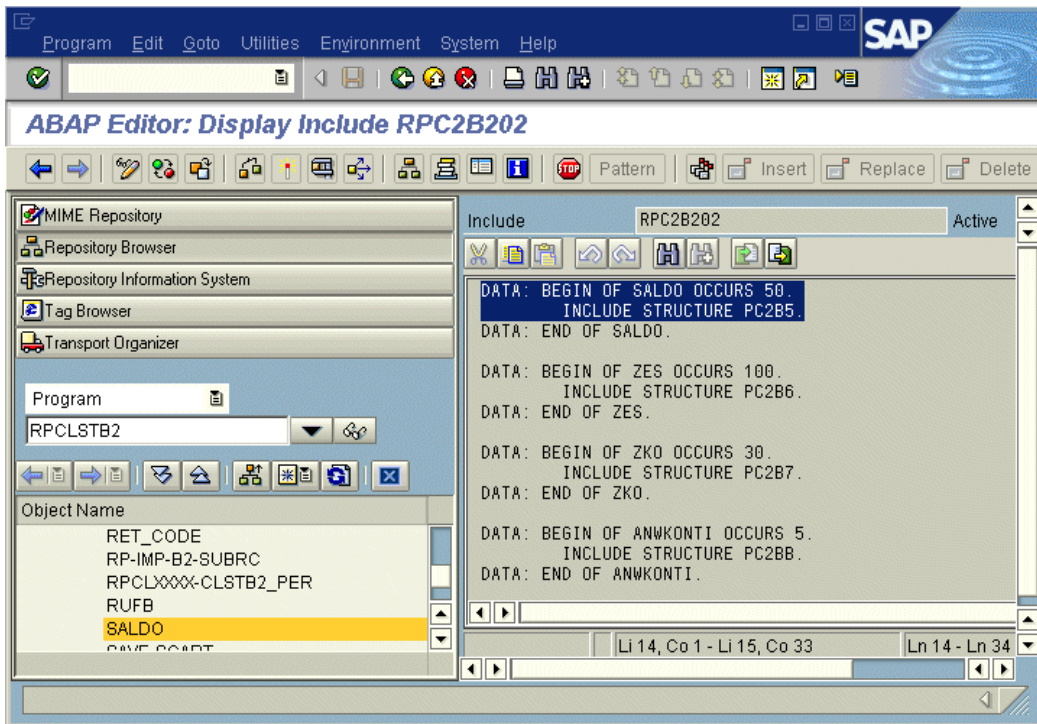 Program Edit Goto Utilities Environment System Help
SAP
ABAP Editor: Display Include RPC2B202
STOP Pattern Insert Replace Delete
MIME Repository
Repository Browser
Repository Information System
Tag Browser
Transport Organizer
Program
RPCLSTB2
Object Name
RET_CODE
RP-IMP-B2-SUBRC
RPCLXXXX-CLSTB2_PER
RUFB
SALDO
Include RPC2B202 Active
DATA: BEGIN OF SALDO OCCURS 50.
INCLUDE STRUCTURE PC2B5.
DATA: END OF SALDO.
DATA: BEGIN OF ZES OCCURS 100.
INCLUDE STRUCTURE PC2B6.
DATA: END OF ZES.
DATA: BEGIN OF ZKO OCCURS 30.
INCLUDE STRUCTURE PC2B7.
DATA: END OF ZKO.
DATA: BEGIN OF ANWKONTI OCCURS 5.
INCLUDE STRUCTURE PC2BB.
DATA: END OF ANWKONTI.
Li 14, Co 1 - Li 15, Co 33 Ln 14 - Ln 34